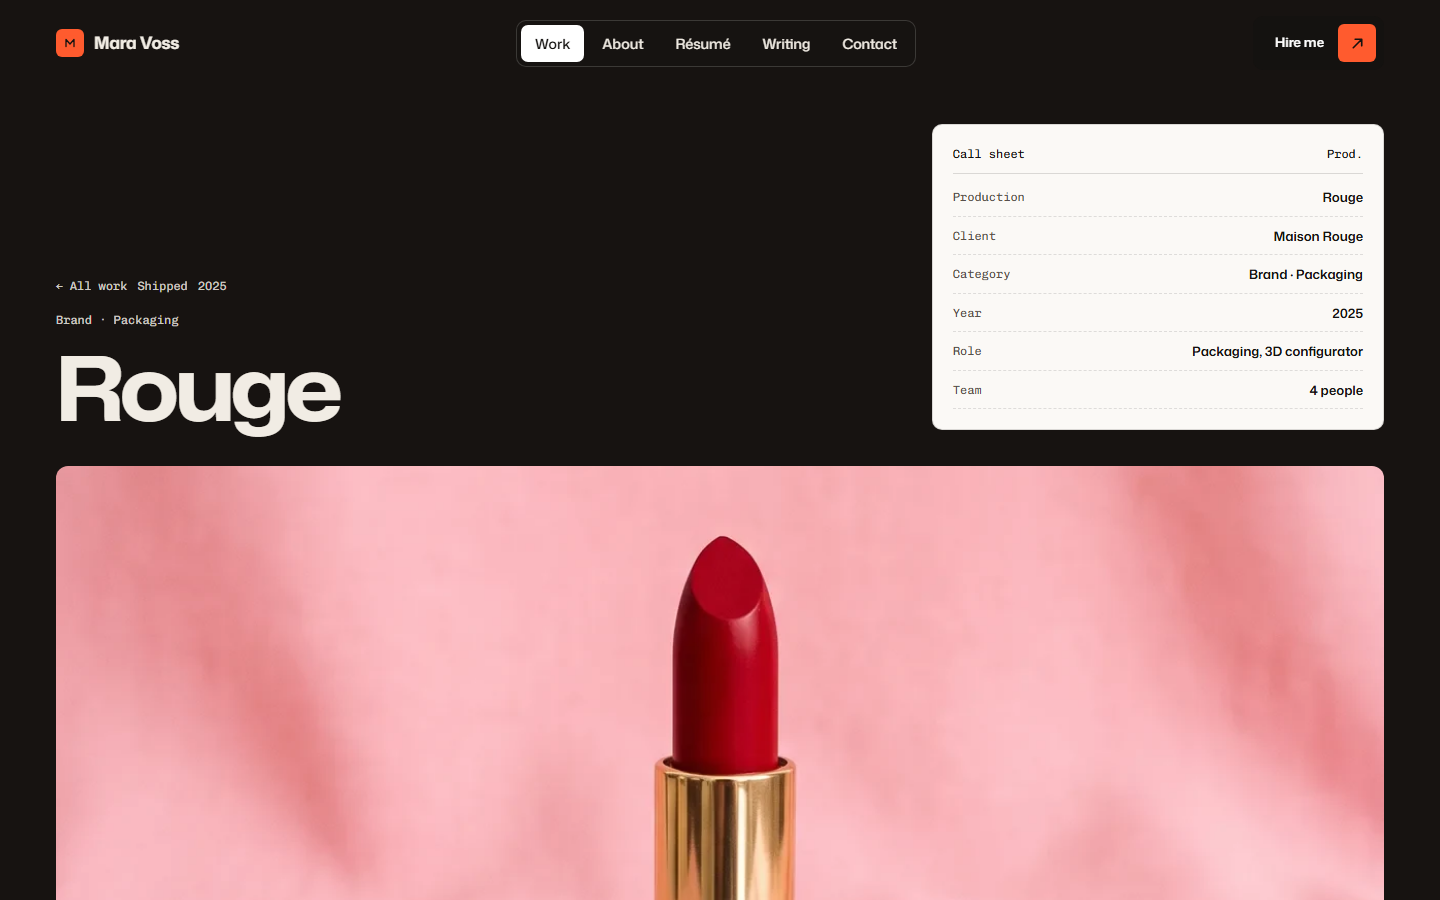 M Mara Voss
Work About Résumé Writing Contact
Hire me
← All work Shipped 2025
Brand · Packaging
Rouge
Call sheet Prod.
Production Rouge
Client Maison Rouge
Category Brand · Packaging
Year 2025
Role Packaging, 3D configurator
Team 4 people